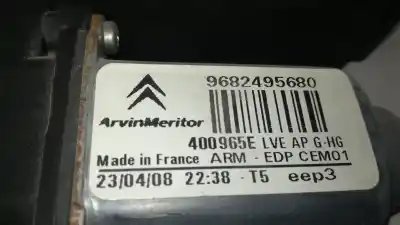 9682495680
ArvinMeritor
400965E LVE AP G-HG
Made in France ARM - EDP CEM01
23/04/08 22:38 - T5 eep3